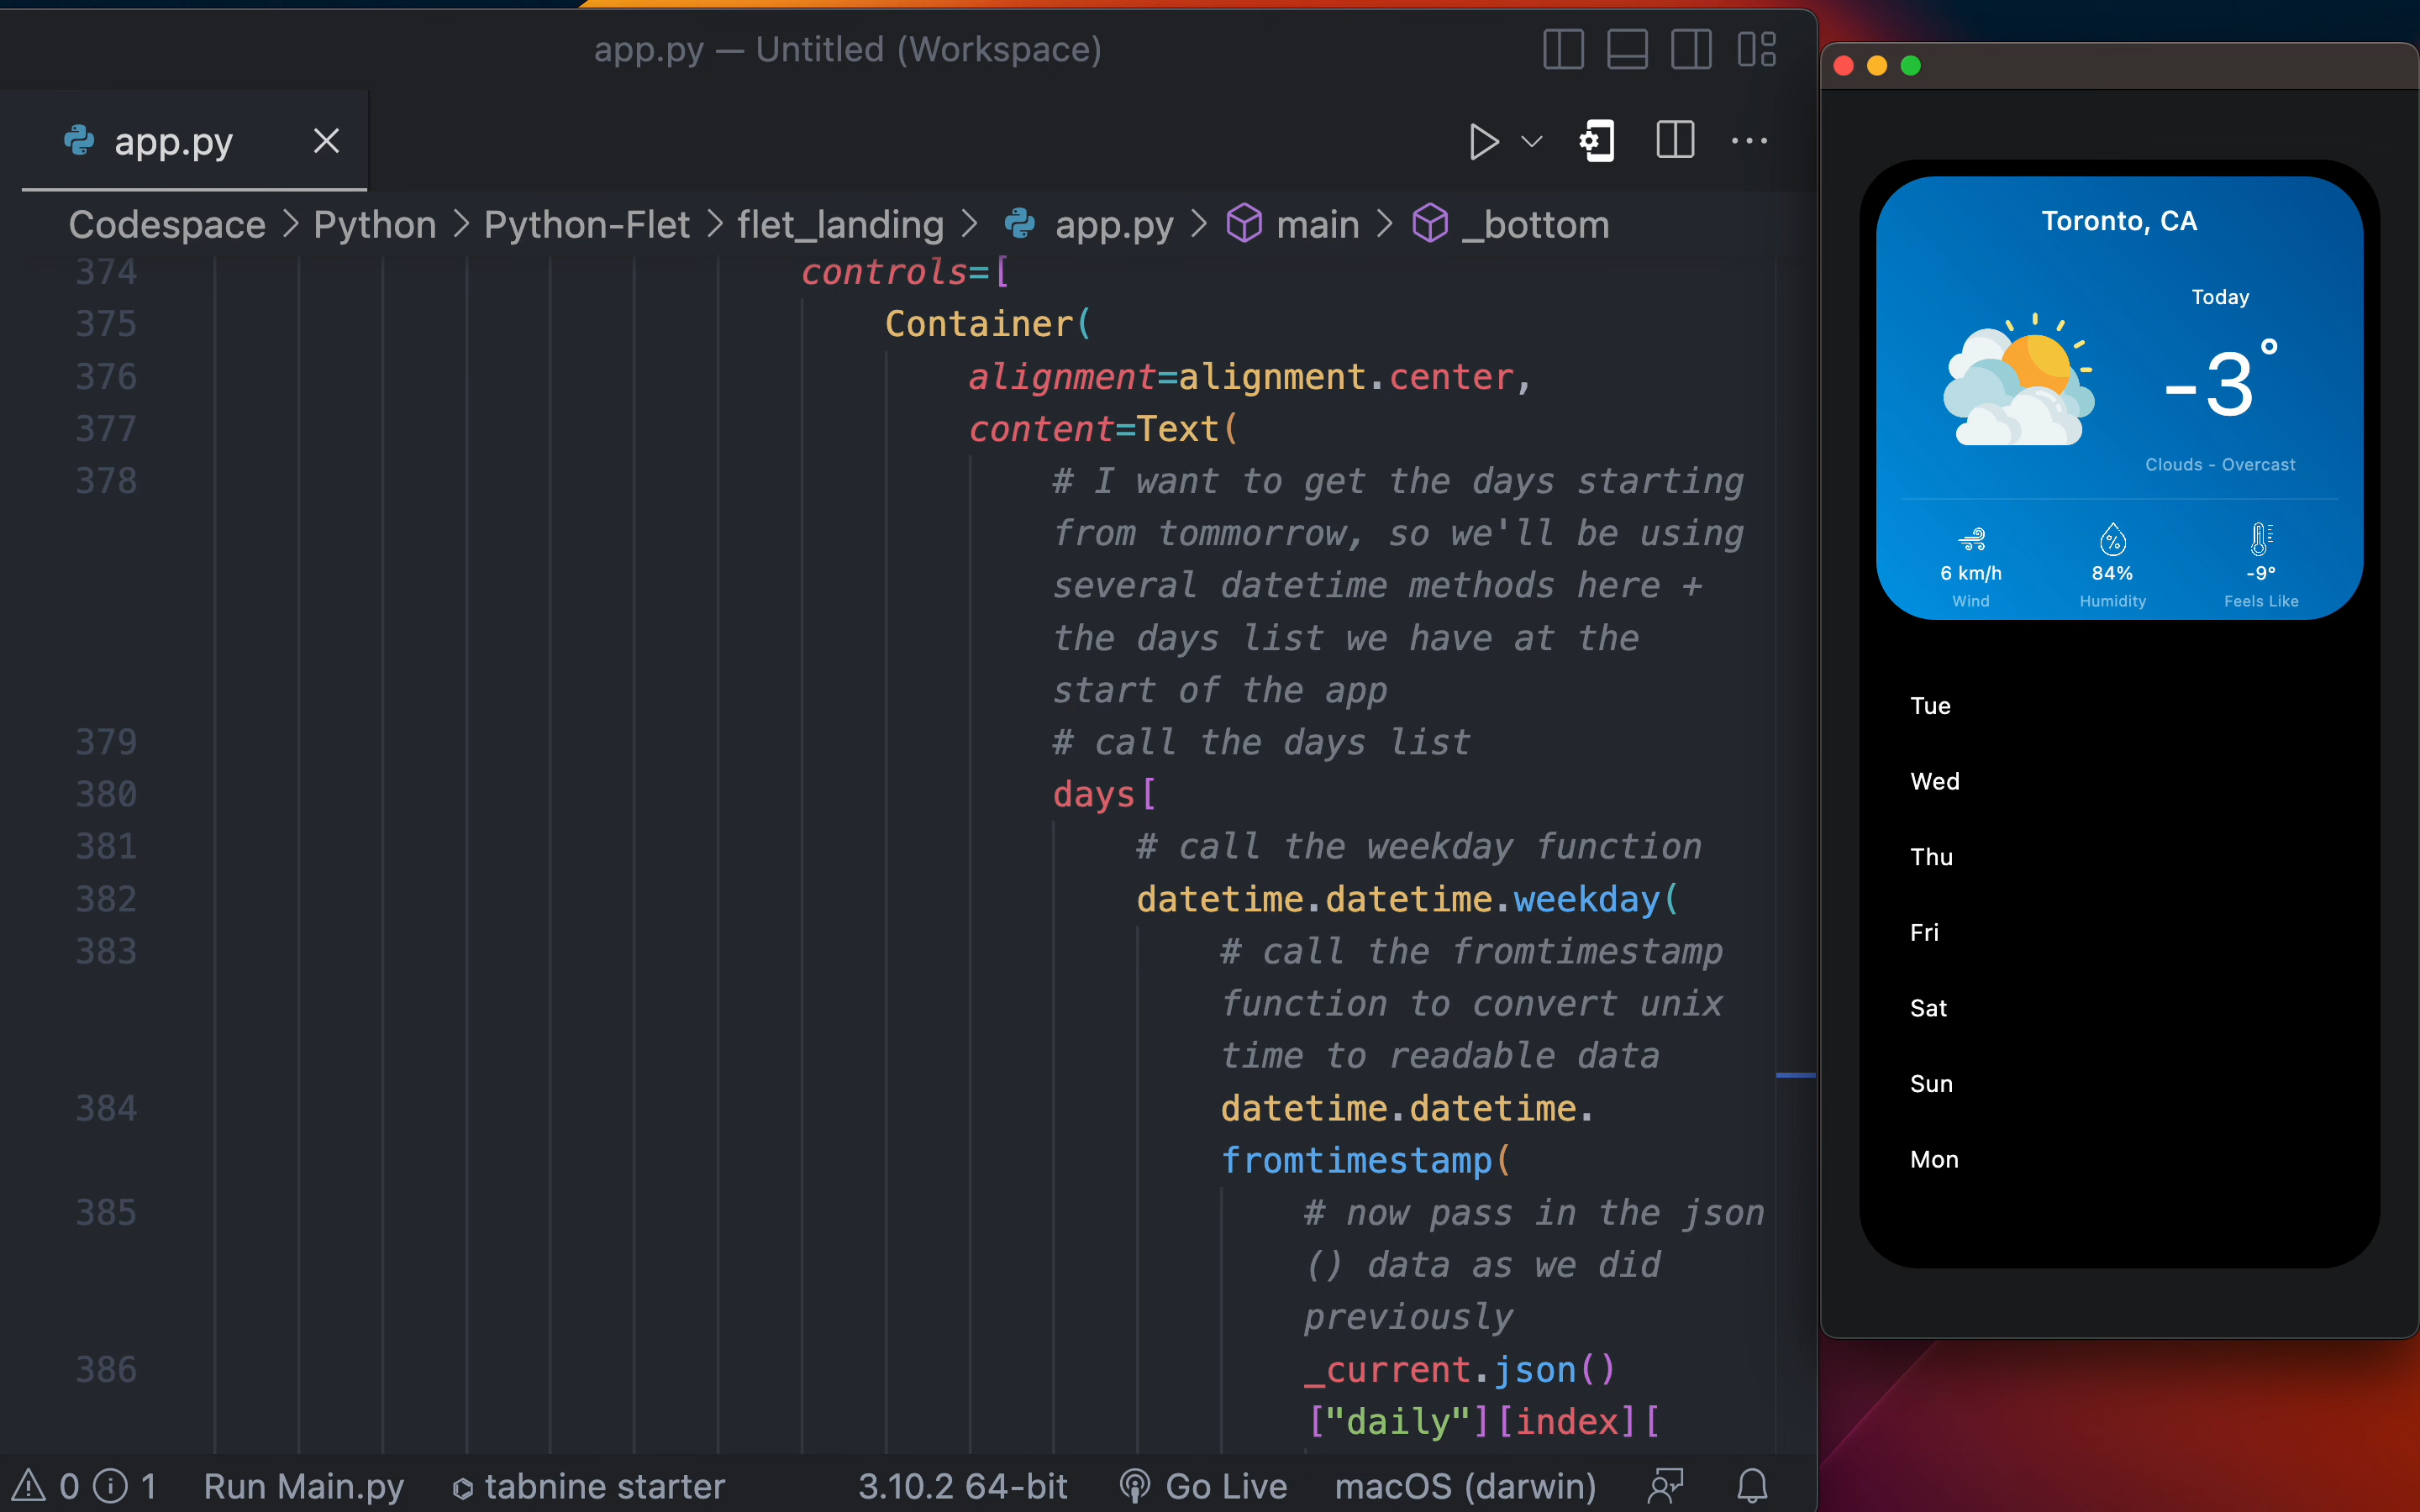 app.py — Untitled (Workspace)
app.py
Codespace > Python > Python-Flet > flet_landing > app.py > main > _bottom
374 controls=[
375 Container(
376 alignment=alignment.center,
377 content=Text(
378 # I want to get the days starting
from tommorrow, so we'll be using
several datetime methods here +
the days list we have at the
start of the app
379 # call the days list
380 days[
381 # call the weekday function
382 datetime.datetime.weekday(
383 # call the fromtimestamp
function to convert unix
time to readable data
384 datetime.datetime.
fromtimestamp(
385 # now pass in the json
() data as we did
previously
386 _current.json()
["daily"][index][
0 1 Run Main.py tabnine starter 3.10.2 64-bit Go Live macOS (darwin)
Toronto, CA
Today
-3°
Clouds - Overcast
6 km/h 84% -9°
Wind Humidity Feels Like
Tue
Wed
Thu
Fri
Sat
Sun
Mon